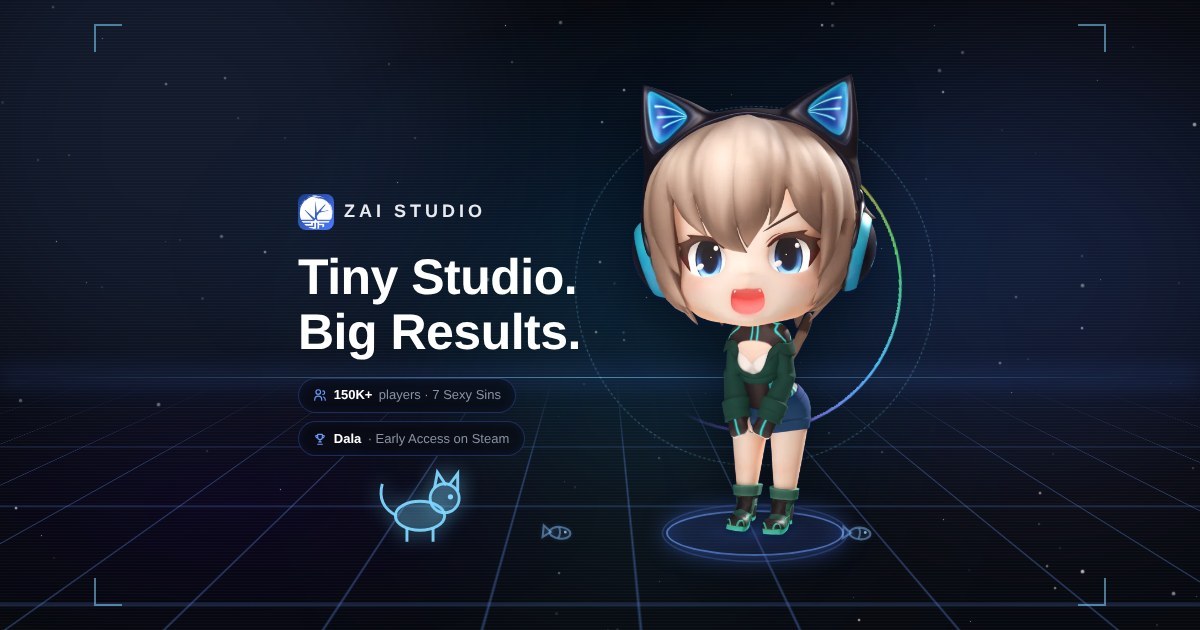 ZAI STUDIO
Tiny Studio.
Big Results.
150K+ players · 7 Sexy Sins
Dala · Early Access on Steam